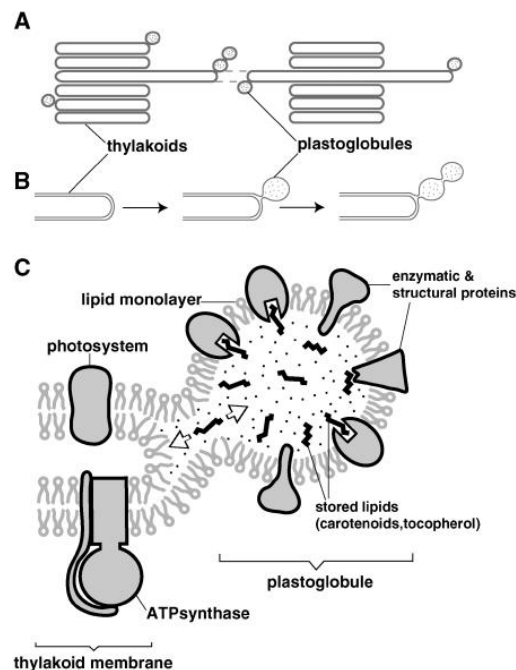 A
thylakoids
plastoglobules
B
C
enzymatic &
structural proteins
lipid monolayer
photosystem
stored lipids
(carotenoids,tocopherol)
plastoglobule
ATPsynthase
thylakoid membrane